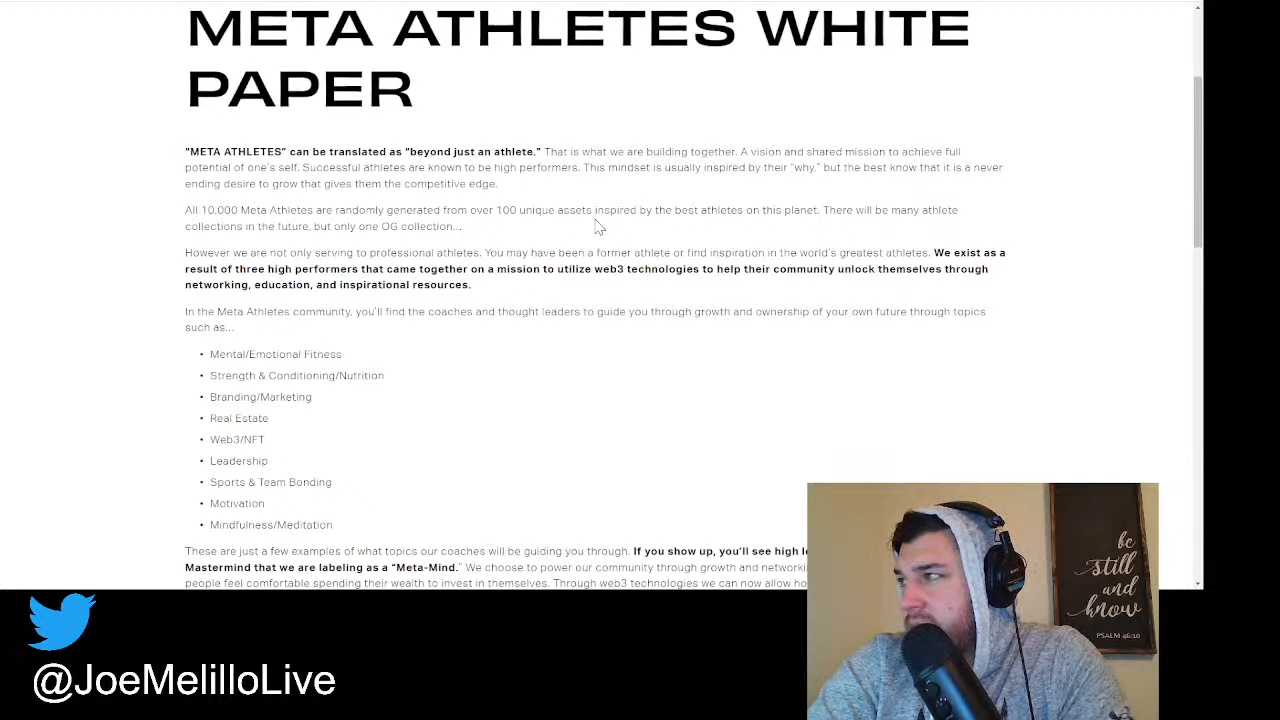 META ATHLETES WHITE
PAPER
"META ATHLETES" can be translated as "beyond just an athlete." That is what we are building together. A vision and shared mission to achieve full
potential of one's self. Successful athletes are known to be high performers. This mindset is usually inspired by their "why," but the best know that it is a never
ending desire to grow that gives them the competitive edge.
All 10,000 Meta Athletes are randomly generated from over 100 unique assets inspired by the best athletes on this planet. There will be many athlete
collections in the future, but only one OG collection...
However we are not only serving to professional athletes. You may have been a former athlete or find inspiration in the world's greatest athletes. We exist as a
result of three high performers that came together on a mission to utilize web3 technologies to help their community unlock themselves through
networking, education, and inspirational resources.
In the Meta Athletes community, you'll find the coaches and thought leaders to guide you through growth and ownership of your own future through topics
such as...
• Mental/Emotional Fitness
• Strength & Conditioning/Nutrition
• Branding/Marketing
• Real Estate
• Web3/NFT
• Leadership
• Sports & Team Bonding
• Motivation
• Mindfulness/Meditation
These are just a few examples of what topics our coaches will be guiding you through. If you show up, you'll see high
Mastermind that we are labeling as a "Meta-Mind." We choose to power our community through growth and
people feel comfortable spending their wealth to invest in themselves. Through web3 technologies we can now allow
be
still
and
know
PSALM 46:10
@JoeMelilloLive